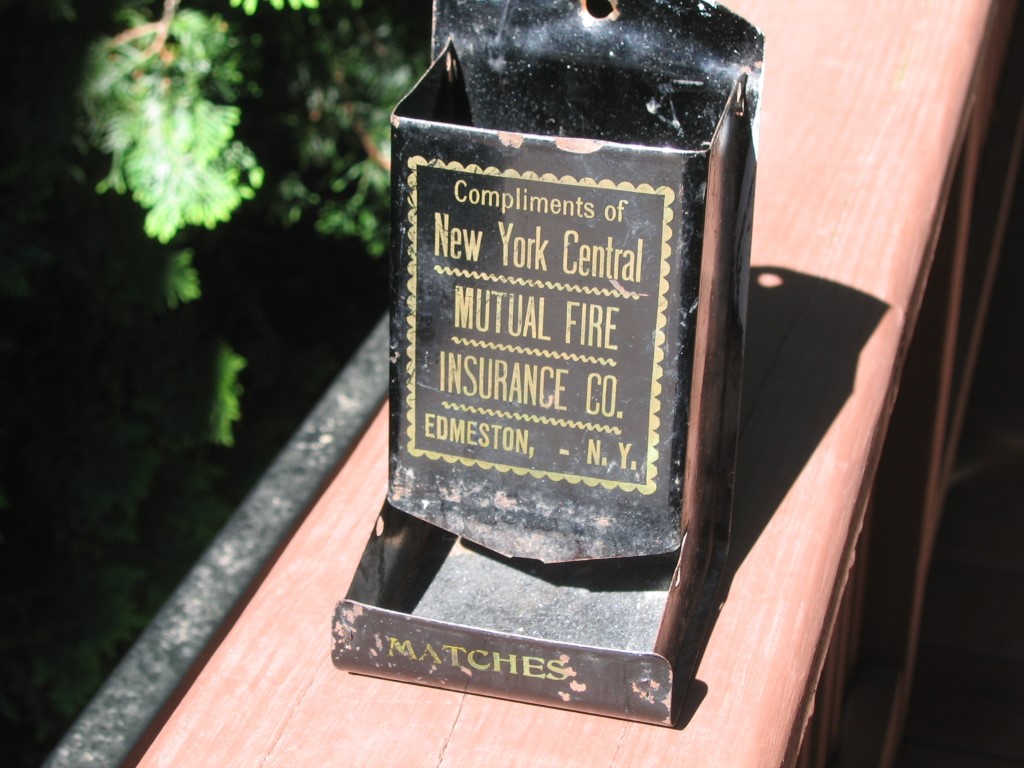 Compliments of
New York Central
MUTUAL FIRE
INSURANCE CO.
EDMESTON, - N. Y.
MATCHES